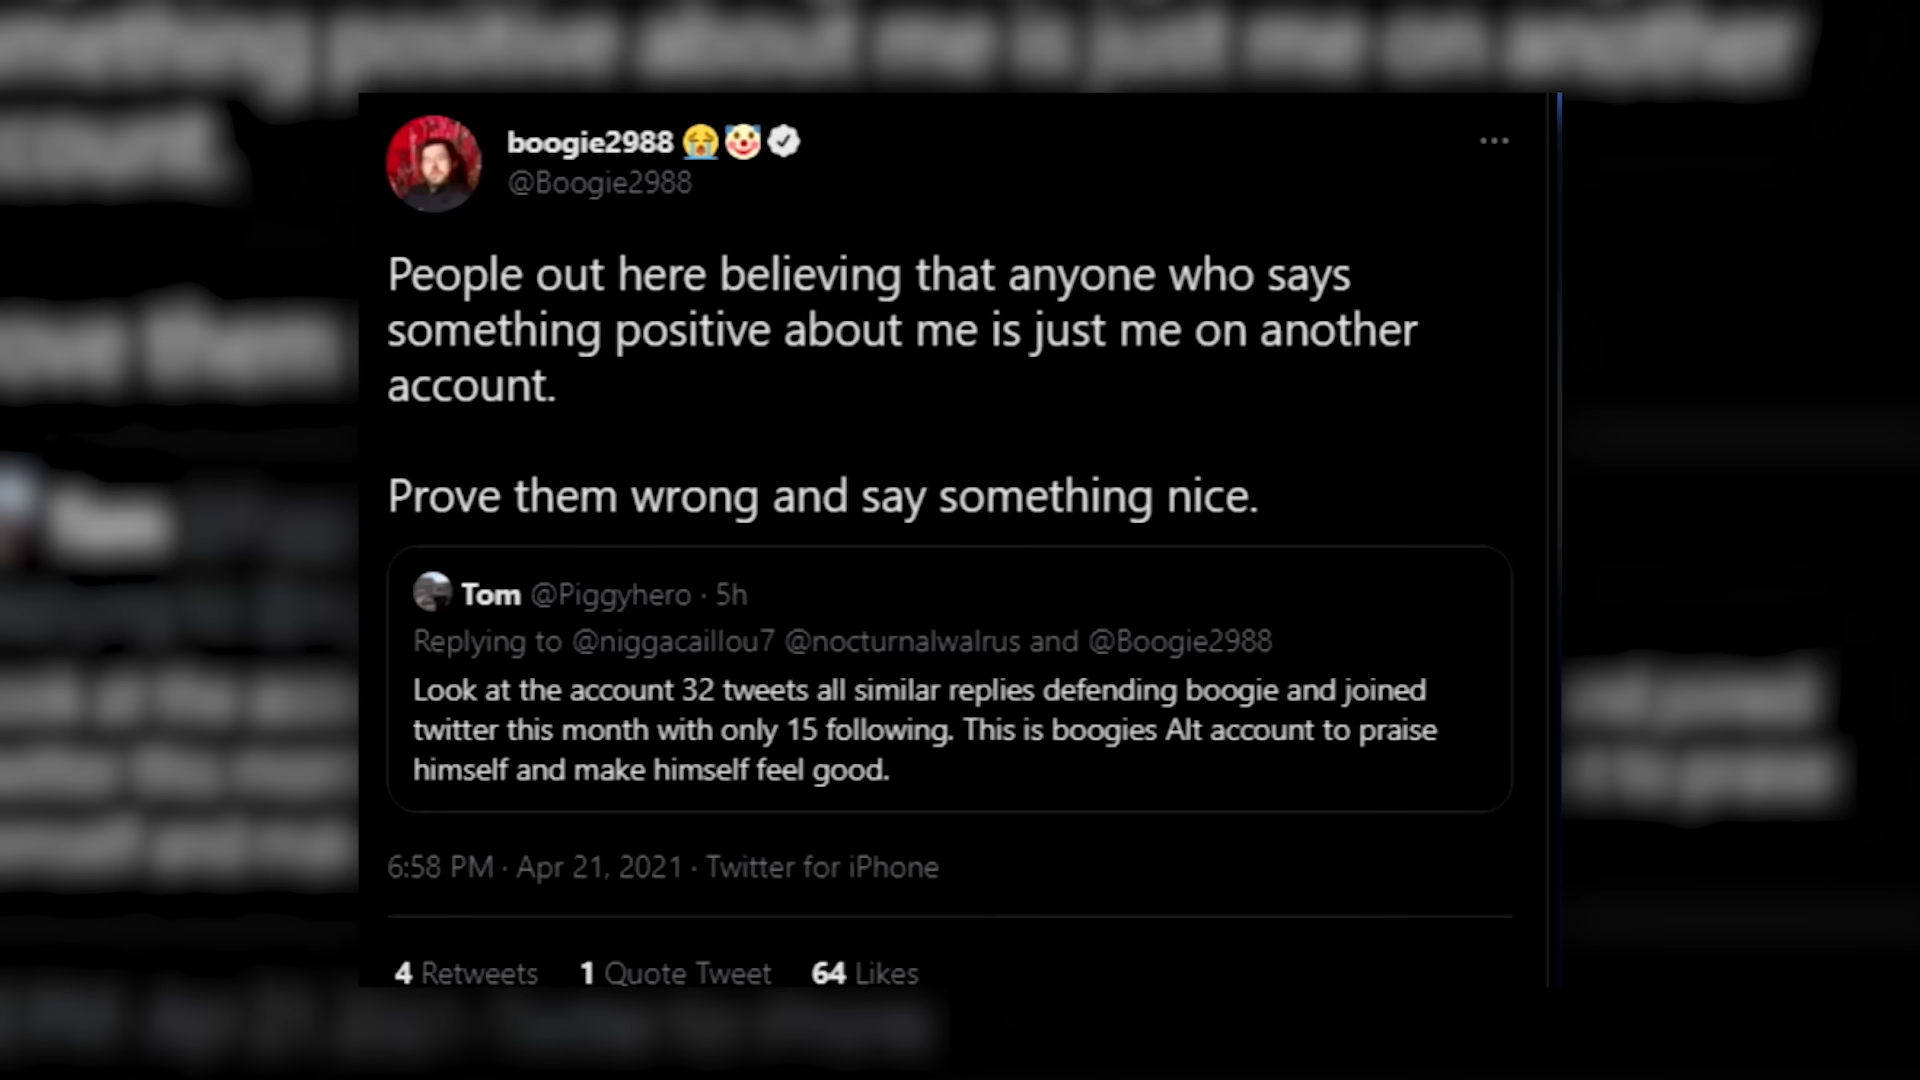 boogie2988 😭🤡
@Boogie2988
People out here believing that anyone who says
something positive about me is just me on another
account.
Prove them wrong and say something nice.
Tom @Piggyhero · 5h
Replying to @niggacaillou7 @nocturnalwalrus and @Boogie2988
Look at the account 32 tweets all similar replies defending boogie and joined
twitter this month with only 15 following. This is boogies Alt account to praise
himself and make himself feel good.
6:58 PM · Apr 21, 2021 · Twitter for iPhone
4 Retweets 1 Quote Tweet 64 Likes